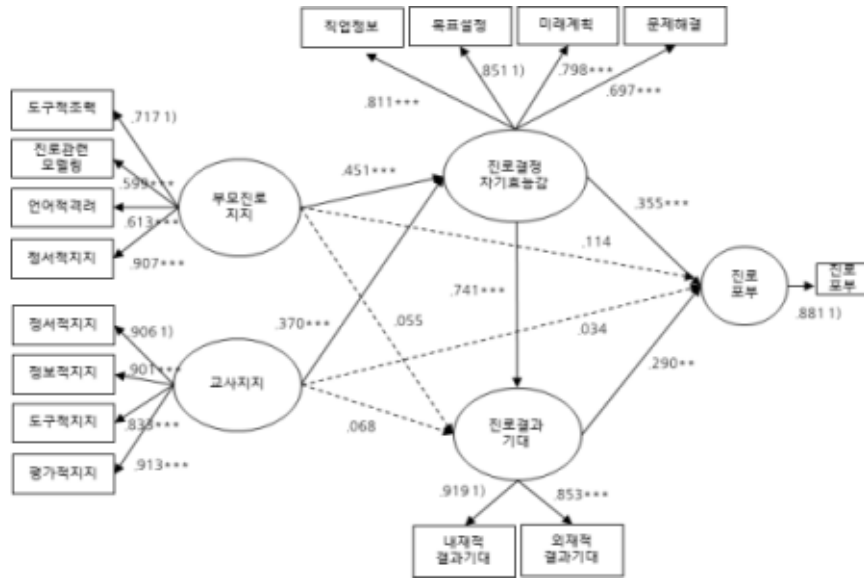 직업정보
목표설정
미래계획
문제해결
.811***
.851 1)
.798***
.697***
도구적조력
진로관련
모델링
언어적격려
정서적지지
.717 1)
.599***
.613***
.907***
부모진로
지지
.451***
진로결정
자기효능감
.355***
.114
진로
포부
진로
포부
.881 1)
.741***
.370***
.055
.034
.290**
정서적지지
정보적지지
도구적지지
평가적지지
.906 1)
.901***
.833***
.913***
교사지지
.068
진로결과
기대
.919 1)
.853***
내재적
결과기대
외재적
결과기대